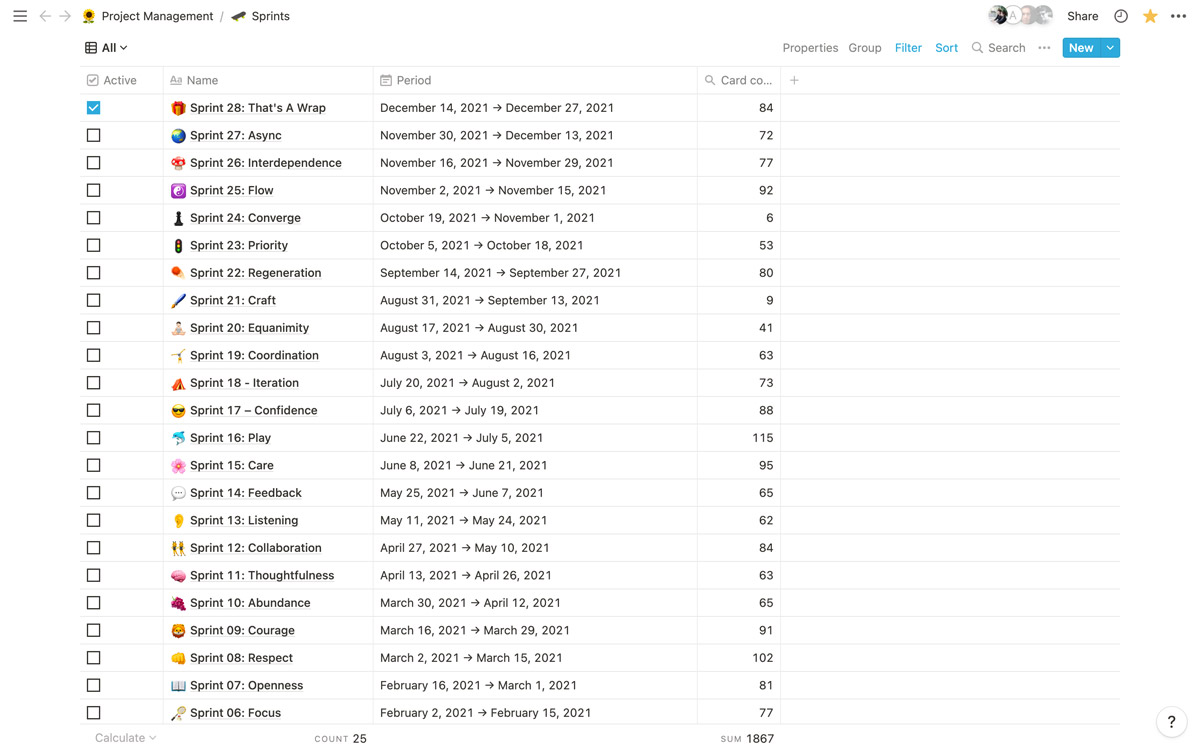 Project Management / Sprints
A
Share
All
Properties Group Filter Sort Search New
Active Name Period Card co...
Sprint 28: That's A Wrap December 14, 2021 → December 27, 2021 84
Sprint 27: Async November 30, 2021 → December 13, 2021 72
Sprint 26: Interdependence November 16, 2021 → November 29, 2021 77
Sprint 25: Flow November 2, 2021 → November 15, 2021 92
Sprint 24: Converge October 19, 2021 → November 1, 2021 6
Sprint 23: Priority October 5, 2021 → October 18, 2021 53
Sprint 22: Regeneration September 14, 2021 → September 27, 2021 80
Sprint 21: Craft August 31, 2021 → September 13, 2021 9
Sprint 20: Equanimity August 17, 2021 → August 30, 2021 41
Sprint 19: Coordination August 3, 2021 → August 16, 2021 63
Sprint 18 - Iteration July 20, 2021 → August 2, 2021 73
Sprint 17 – Confidence July 6, 2021 → July 19, 2021 88
Sprint 16: Play June 22, 2021 → July 5, 2021 115
Sprint 15: Care June 8, 2021 → June 21, 2021 95
Sprint 14: Feedback May 25, 2021 → June 7, 2021 65
Sprint 13: Listening May 11, 2021 → May 24, 2021 62
Sprint 12: Collaboration April 27, 2021 → May 10, 2021 84
Sprint 11: Thoughtfulness April 13, 2021 → April 26, 2021 63
Sprint 10: Abundance March 30, 2021 → April 12, 2021 65
Sprint 09: Courage March 16, 2021 → March 29, 2021 91
Sprint 08: Respect March 2, 2021 → March 15, 2021 102
Sprint 07: Openness February 16, 2021 → March 1, 2021 81
Sprint 06: Focus February 2, 2021 → February 15, 2021 77
Calculate COUNT 25 SUM 1867
?